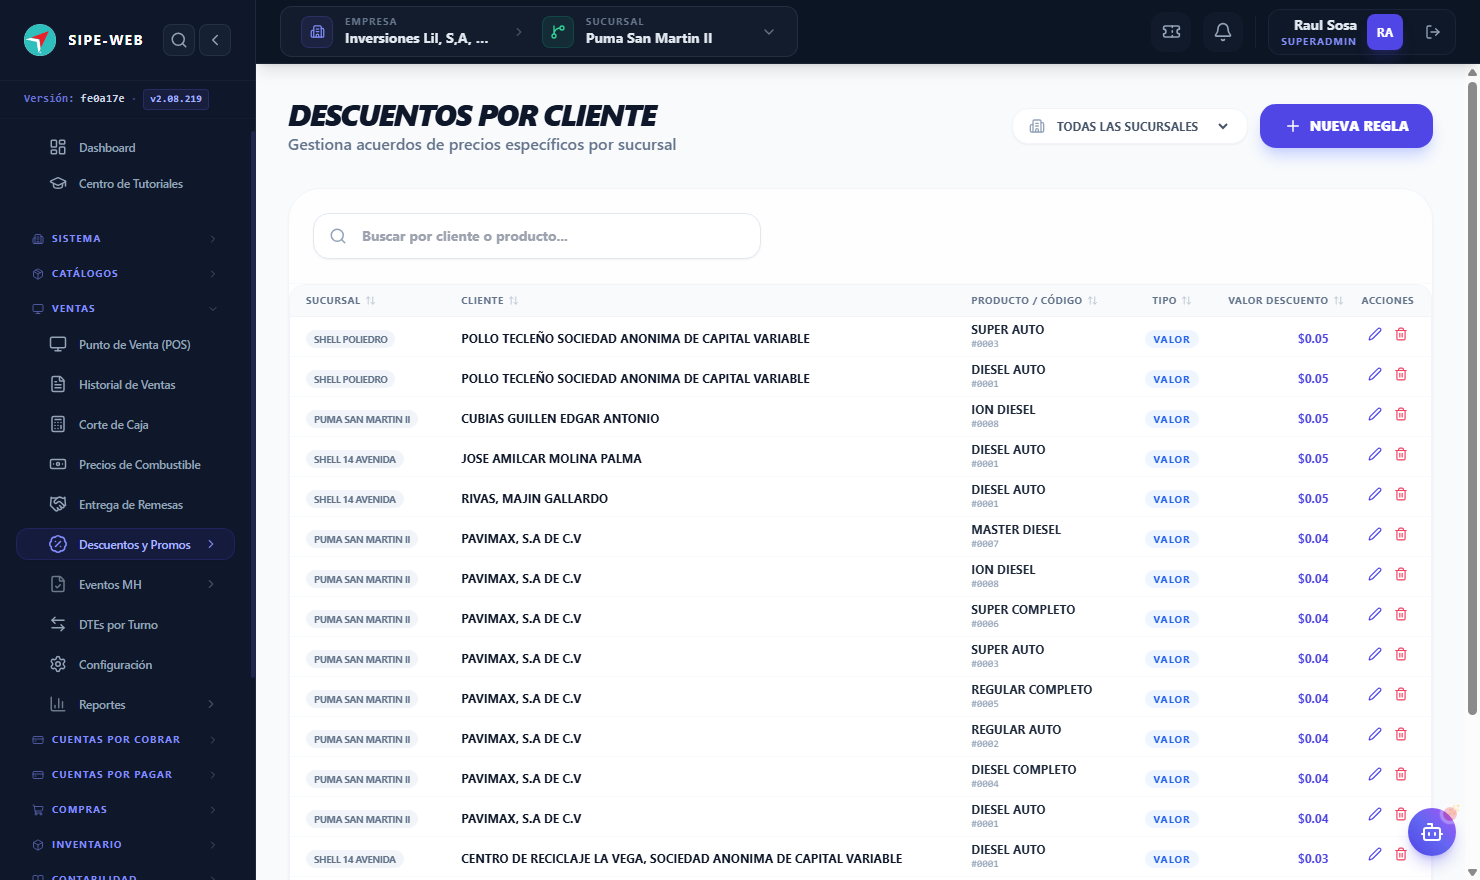 SIPE-WEB
Versión: fe0a17e · v2.08.219
Dashboard
Centro de Tutoriales
SISTEMA
CATÁLOGOS
VENTAS
Punto de Venta (POS)
Historial de Ventas
Corte de Caja
Precios de Combustible
Entrega de Remesas
Descuentos y Promos
Eventos MH
DTEs por Turno
Configuración
Reportes
CUENTAS POR COBRAR
CUENTAS POR PAGAR
COMPRAS
INVENTARIO
CONTABILIDAD
EMPRESA
Inversiones Lil, S,A, ...
SUCURSAL
Puma San Martin II
Raul Sosa
SUPERADMIN
RA
DESCUENTOS POR CLIENTE
Gestiona acuerdos de precios específicos por sucursal
TODAS LAS SUCURSALES
NUEVA REGLA
Buscar por cliente o producto...
SUCURSAL CLIENTE PRODUCTO / CÓDIGO TIPO VALOR DESCUENTO ACCIONES
SHELL POLIEDRO POLLO TECLEÑO SOCIEDAD ANONIMA DE CAPITAL VARIABLE SUPER AUTO VALOR $0.05
#0003
SHELL POLIEDRO POLLO TECLEÑO SOCIEDAD ANONIMA DE CAPITAL VARIABLE DIESEL AUTO VALOR $0.05
#0001
PUMA SAN MARTIN II CUBIAS GUILLEN EDGAR ANTONIO ION DIESEL VALOR $0.05
#0008
SHELL 14 AVENIDA JOSE AMILCAR MOLINA PALMA DIESEL AUTO VALOR $0.05
#0001
SHELL 14 AVENIDA RIVAS, MAJIN GALLARDO DIESEL AUTO VALOR $0.05
#0001
PUMA SAN MARTIN II PAVIMAX, S.A DE C.V MASTER DIESEL VALOR $0.04
#0007
PUMA SAN MARTIN II PAVIMAX, S.A DE C.V ION DIESEL VALOR $0.04
#0008
PUMA SAN MARTIN II PAVIMAX, S.A DE C.V SUPER COMPLETO VALOR $0.04
#0006
PUMA SAN MARTIN II PAVIMAX, S.A DE C.V SUPER AUTO VALOR $0.04
#0003
PUMA SAN MARTIN II PAVIMAX, S.A DE C.V REGULAR COMPLETO VALOR $0.04
#0005
PUMA SAN MARTIN II PAVIMAX, S.A DE C.V REGULAR AUTO VALOR $0.04
#0002
PUMA SAN MARTIN II PAVIMAX, S.A DE C.V DIESEL COMPLETO VALOR $0.04
#0004
PUMA SAN MARTIN II PAVIMAX, S.A DE C.V DIESEL AUTO VALOR $0.04
#0001
SHELL 14 AVENIDA CENTRO DE RECICLAJE LA VEGA, SOCIEDAD ANONIMA DE CAPITAL VARIABLE DIESEL AUTO VALOR $0.03
#0001